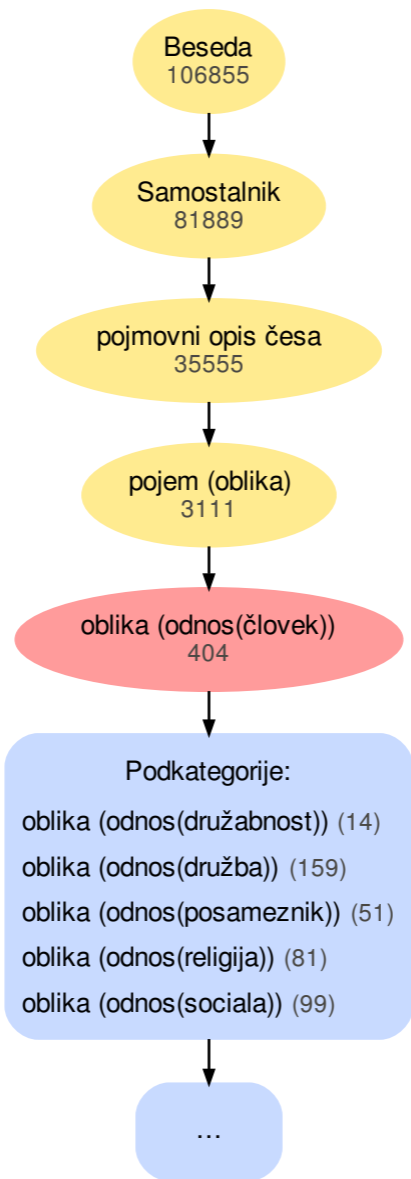 Beseda
106855
Samostalnik
81889
pojmovni opis česa
35555
pojem (oblika)
3111
oblika (odnos(človek))
404
Podkategorije:
oblika (odnos(družabnost)) (14)
oblika (odnos(družba)) (159)
oblika (odnos(posameznik)) (51)
oblika (odnos(religija)) (81)
oblika (odnos(sociala)) (99)
...